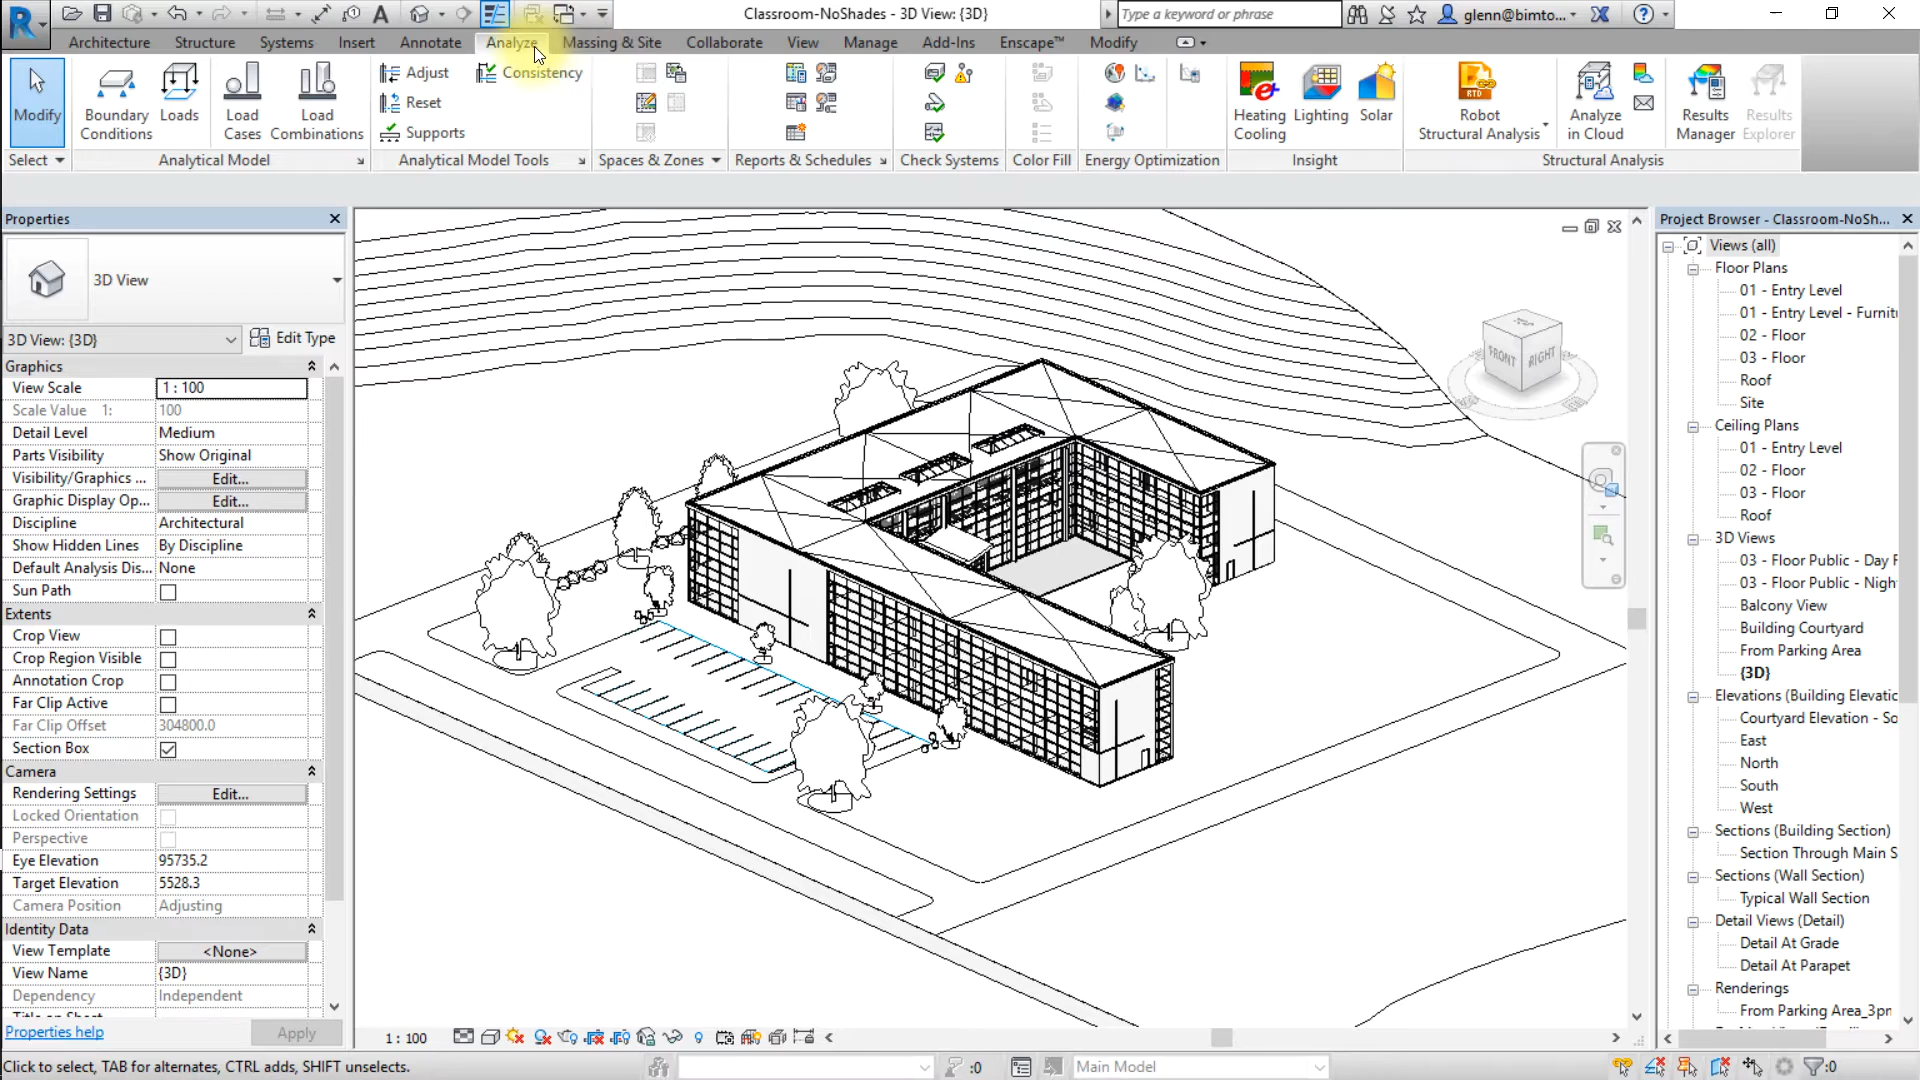 Classroom-NoShades - 3D View: {3D}
Type a keyword or phrase
glenn@bimto...
Architecture Structure Systems Insert Annotate Analyze Massing & Site Collaborate View Manage Add-Ins Enscape™ Modify
Modify
Boundary Conditions
Loads
Load Cases
Load Combinations
Adjust
Reset
Supports
Consistency
Heating Cooling
Lighting
Solar
RTD
Robot Structural Analysis
Analyze in Cloud
Results Manager
Results Explorer
Select
Analytical Model
Analytical Model Tools
Spaces & Zones
Reports & Schedules
Check Systems
Color Fill
Energy Optimization
Insight
Structural Analysis
Properties
3D View
3D View: {3D}
Edit Type
Graphics
View Scale 1 : 100
Scale Value 1: 100
Detail Level Medium
Parts Visibility Show Original
Visibility/Graphics ... Edit...
Graphic Display Op... Edit...
Discipline Architectural
Show Hidden Lines By Discipline
Default Analysis Dis... None
Sun Path
Extents
Crop View
Crop Region Visible
Annotation Crop
Far Clip Active
Far Clip Offset 304800.0
Section Box
Camera
Rendering Settings Edit...
Locked Orientation
Perspective
Eye Elevation 95735.2
Target Elevation 5528.3
Camera Position Adjusting
Identity Data
View Template <None>
View Name {3D}
Dependency Independent
Properties help
Apply
FRONT RIGHT
1 : 100
Project Browser - Classroom-NoSh...
Views (all)
Floor Plans
01 - Entry Level
01 - Entry Level - Furnit
02 - Floor
03 - Floor
Roof
Site
Ceiling Plans
01 - Entry Level
02 - Floor
03 - Floor
Roof
3D Views
03 - Floor Public - Day F
03 - Floor Public - Nigh
Balcony View
Building Courtyard
From Parking Area
{3D}
Elevations (Building Elevatic
Courtyard Elevation - So
East
North
South
West
Sections (Building Section)
Section Through Main S
Sections (Wall Section)
Typical Wall Section
Detail Views (Detail)
Detail At Grade
Detail At Parapet
Renderings
From Parking Area_3pr
Click to select, TAB for alternates, CTRL adds, SHIFT unselects.
:0
Main Model
:0